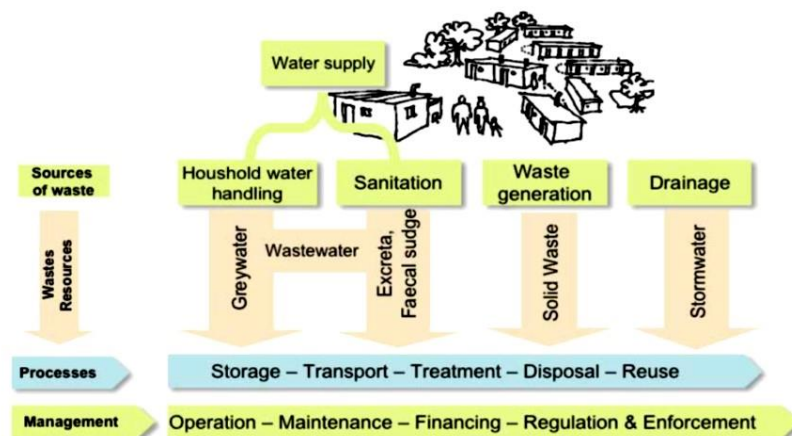 Water supply
Sources
of waste
Houshold water
handling
Sanitation
Waste
generation
Drainage
Wastes
Resources
Greywater
Wastewater
Excreta,
Faecal sudge
Solid Waste
Stormwater
Processes
Storage – Transport – Treatment – Disposal – Reuse
Management
Operation – Maintenance – Financing – Regulation & Enforcement